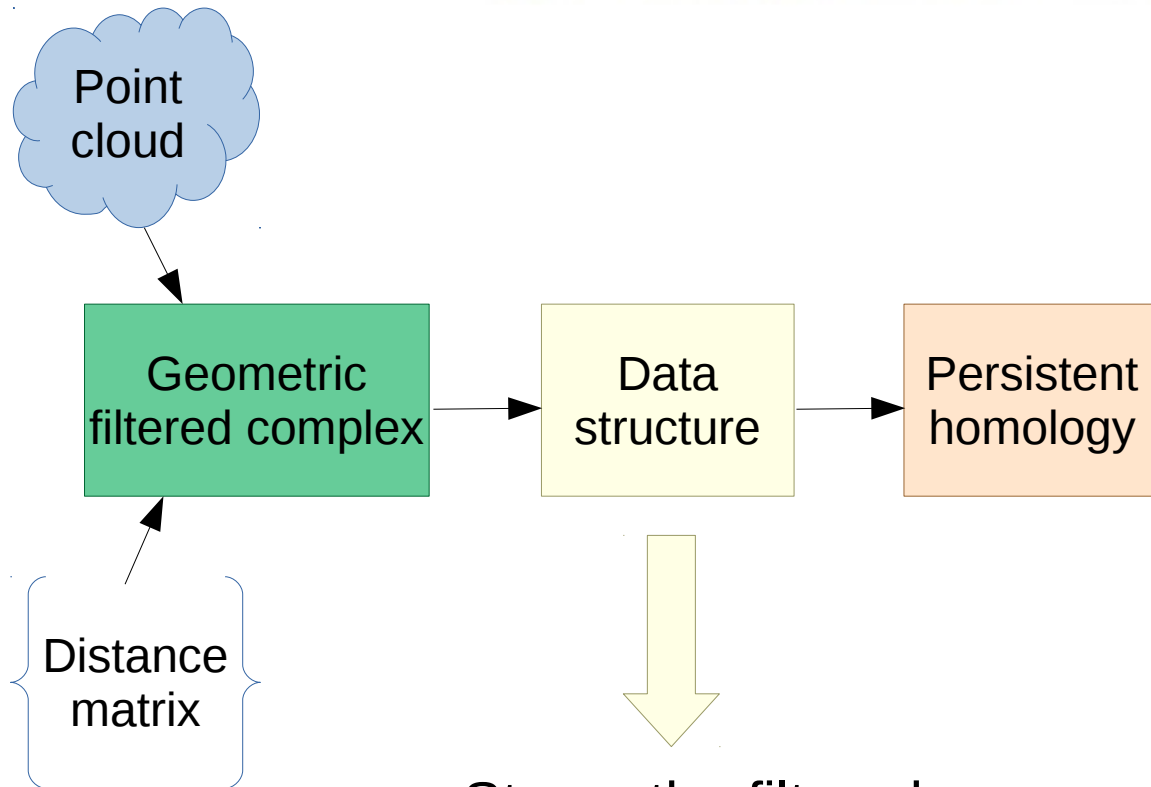 Point
cloud
Geometric
filtered complex
Data
structure
Persistent
homology
Distance
matrix